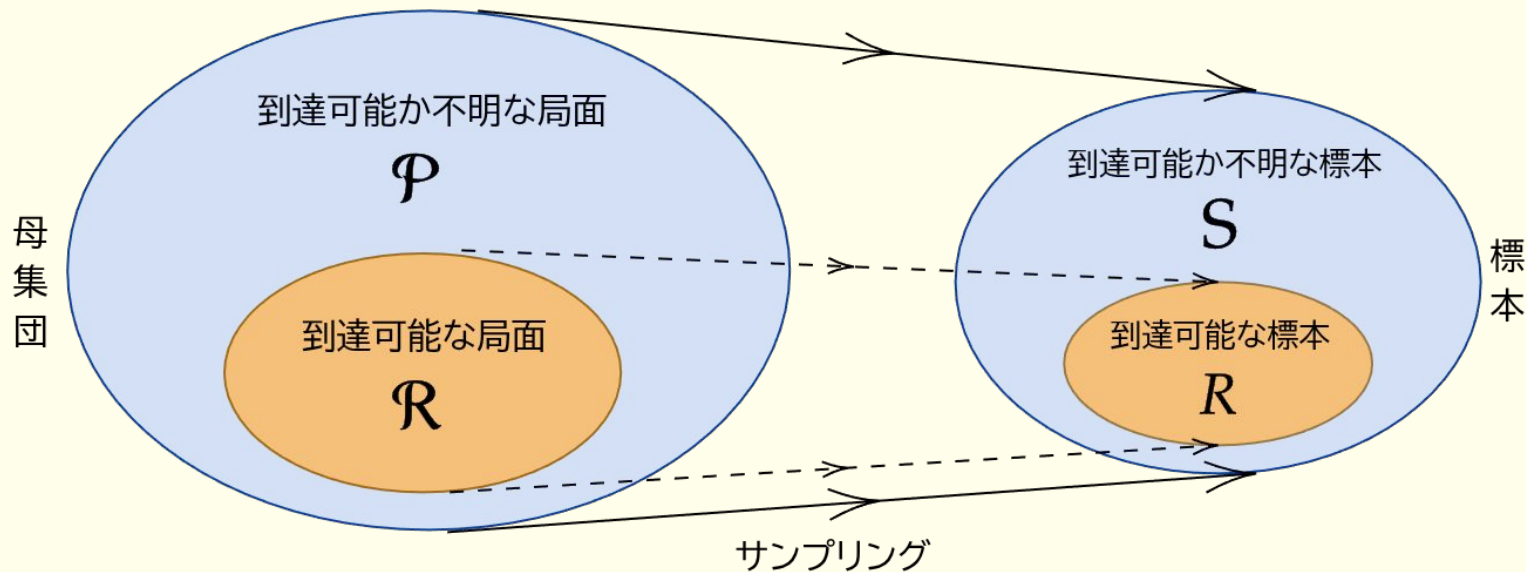 到達可能か不明な局面
𝒫
到達可能な局面
ℛ
母集団
到達可能か不明な標本
S
到達可能な標本
R
標本
サンプリング